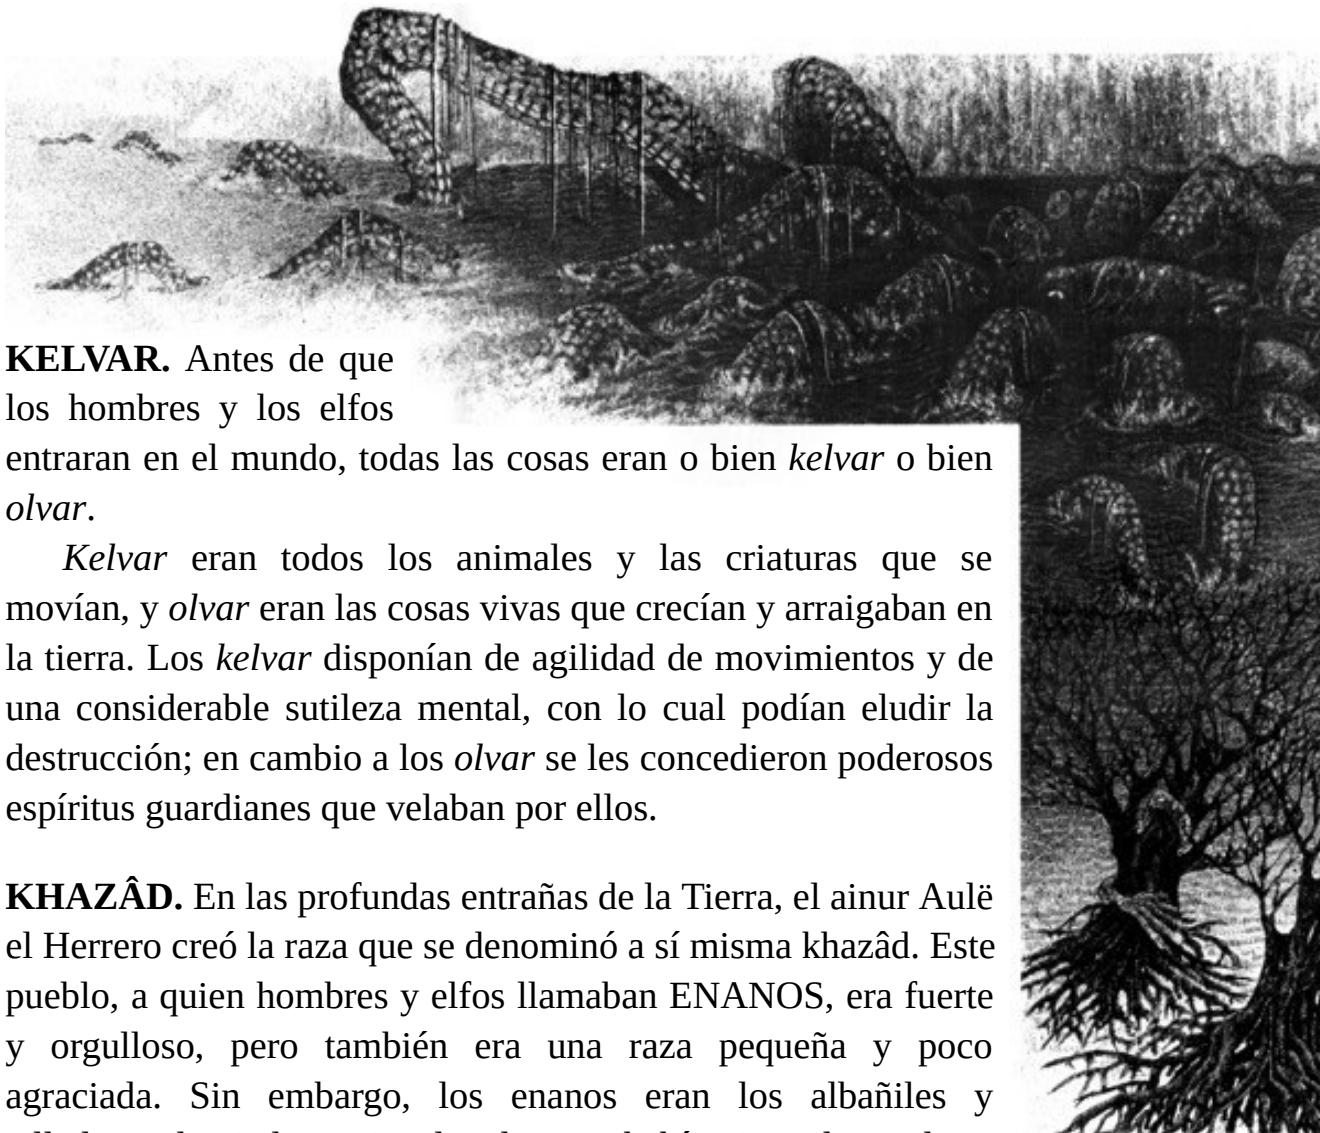 KELVAR. Antes de que
los hombres y los elfos
entraran en el mundo, todas las cosas eran o bien kelvar o bien
olvar.
Kelvar eran todos los animales y las criaturas que se
movían, y olvar eran las cosas vivas que crecían y arraigaban en
la tierra. Los kelvar disponían de agilidad de movimientos y de
una considerable sutileza mental, con lo cual podían eludir la
destrucción; en cambio a los olvar se les concedieron poderosos
espíritus guardianes que velaban por ellos.
KHAZÂD. En las profundas entrañas de la Tierra, el ainur Aulë
el Herrero creó la raza que se denominó a sí misma khazâd. Este
pueblo, a quien hombres y elfos llamaban ENANOS, era fuerte
y orgulloso, pero también era una raza pequeña y poco
agraciada. Sin embargo, los enanos eran los albañiles y